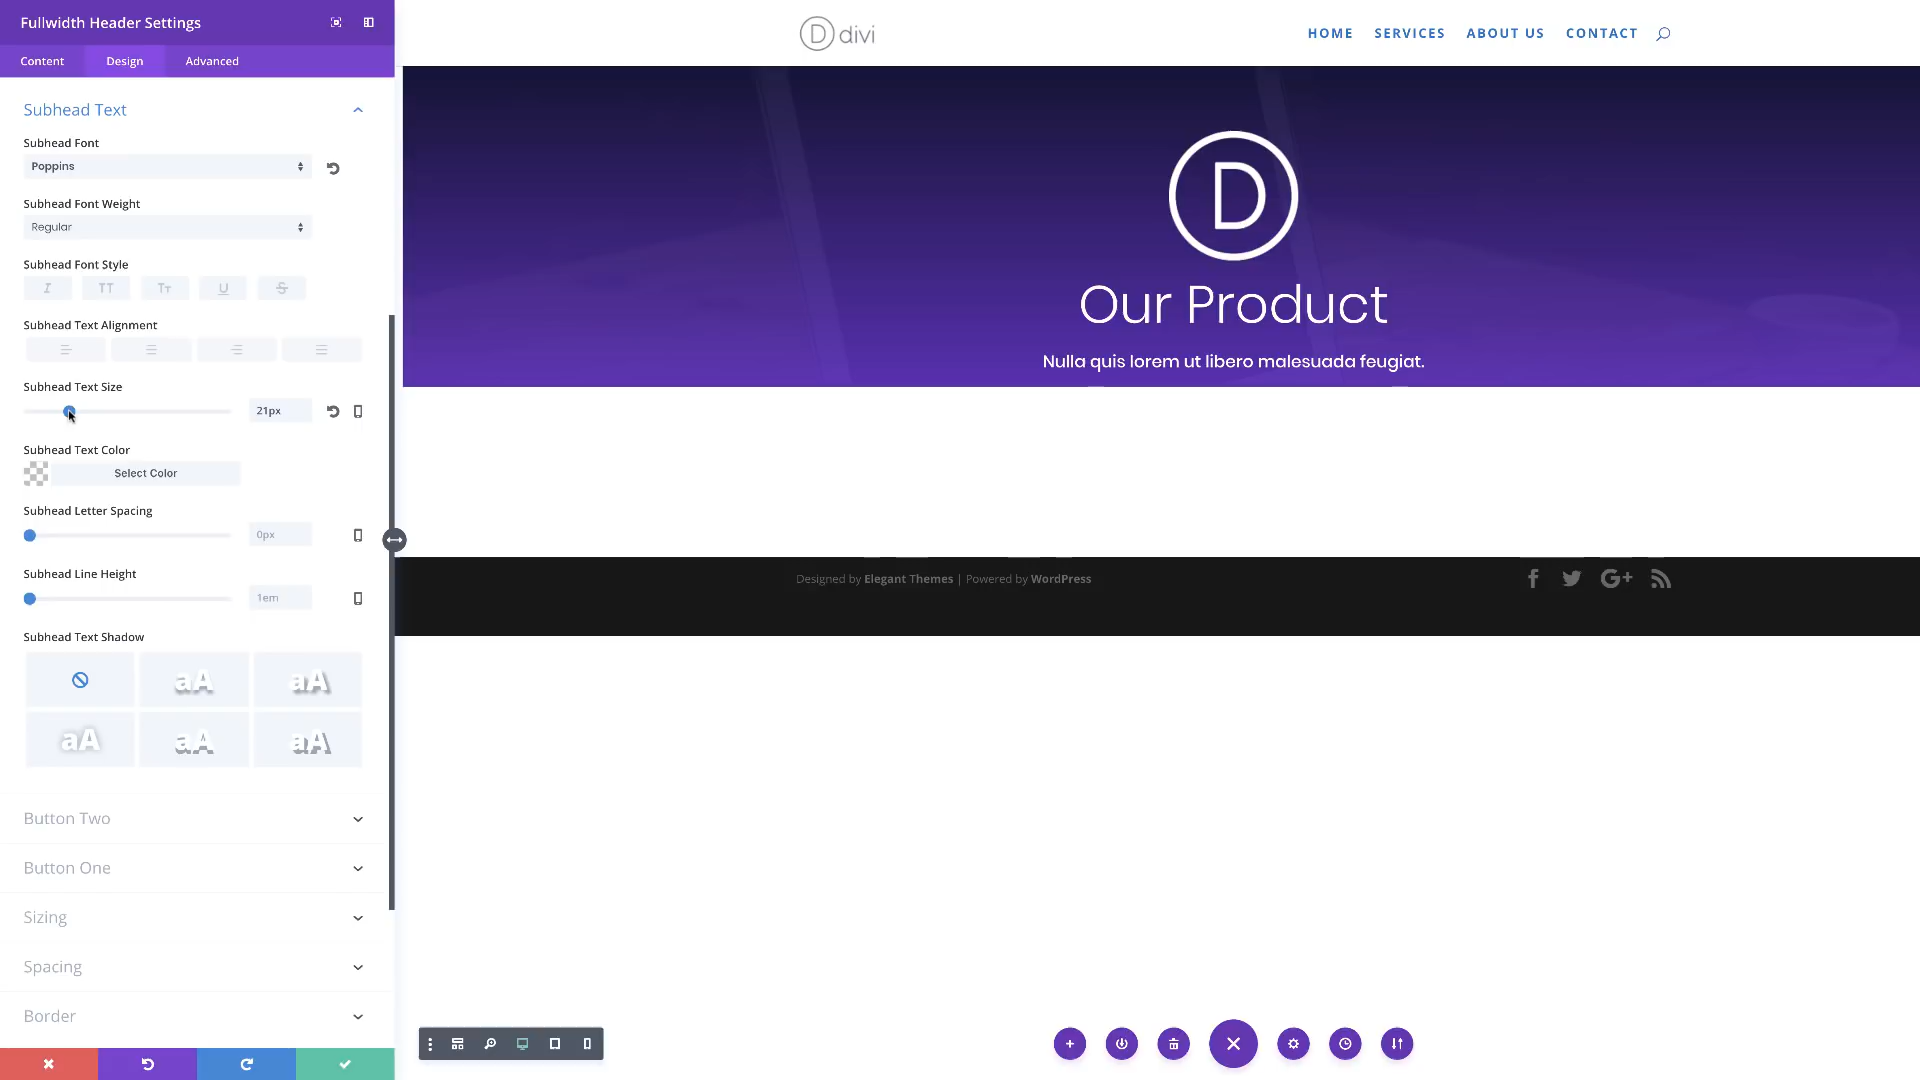 Fullwidth Header Settings
Content Design Advanced
Subhead Text
Subhead Font
Poppins
Subhead Font Weight
Regular
Subhead Font Style
I TT Tт U S
Subhead Text Alignment
Subhead Text Size
21px
Subhead Text Color
Select Color
Subhead Letter Spacing
0px
Subhead Line Height
1em
Subhead Text Shadow
aA aA
aA aA aA
Button Two
Button One
Sizing
Spacing
Border
D divi
HOME SERVICES ABOUT US CONTACT
D
Our Product
Nulla quis lorem ut libero malesuada feugiat.
Designed by Elegant Themes | Powered by WordPress